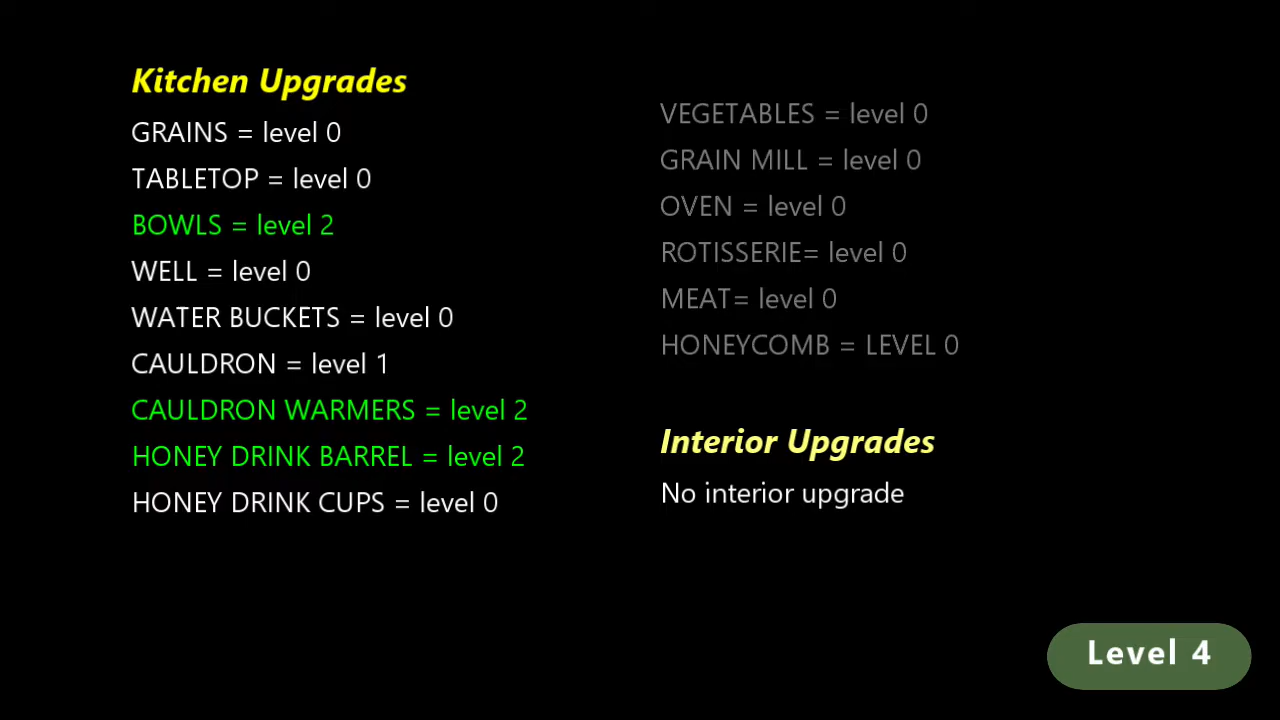 Kitchen Upgrades
GRAINS = level 0
TABLETOP = level 0
BOWLS = level 2
WELL = level 0
WATER BUCKETS = level 0
CAULDRON = level 1
CAULDRON WARMERS = level 2
HONEY DRINK BARREL = level 2
HONEY DRINK CUPS = level 0
VEGETABLES = level 0
GRAIN MILL = level 0
OVEN = level 0
ROTISSERIE= level 0
MEAT= level 0
HONEYCOMB = LEVEL 0
Interior Upgrades
No interior upgrade
Level 4